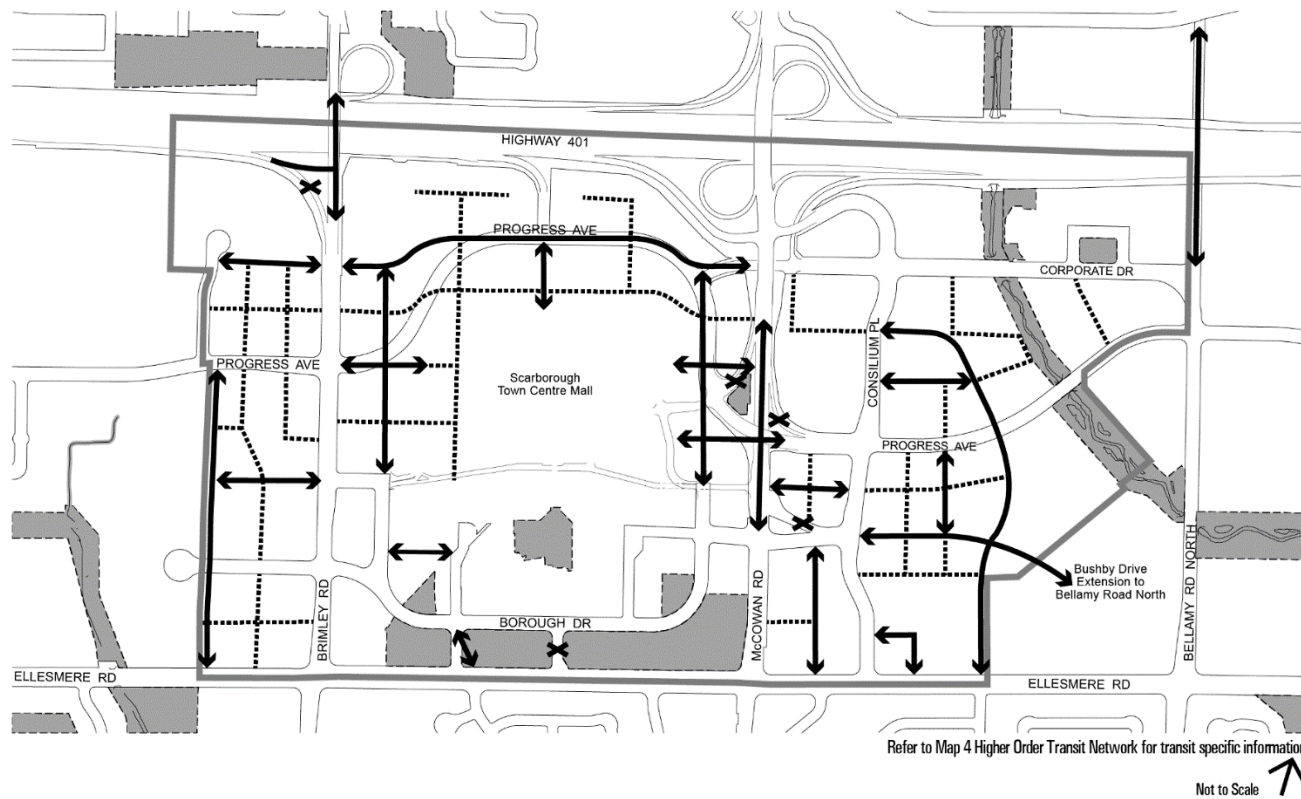 HIGHWAY 401
PROGRESS AVE
CORPORATE DR
PROGRESS AVE
Scarborough
Town Centre Mall
CONSILIUM PL
PROGRESS AVE
Bushby Drive
Extension to
Bellamy Road North
BRIMLEY RD
BOROUGH DR
McCOWAN RD
BELLAMY RD NORTH
ELLESMERE RD
ELLESMERE RD
Refer to Map 4 Higher Order Transit Network for transit specific informatio
Not to Scale